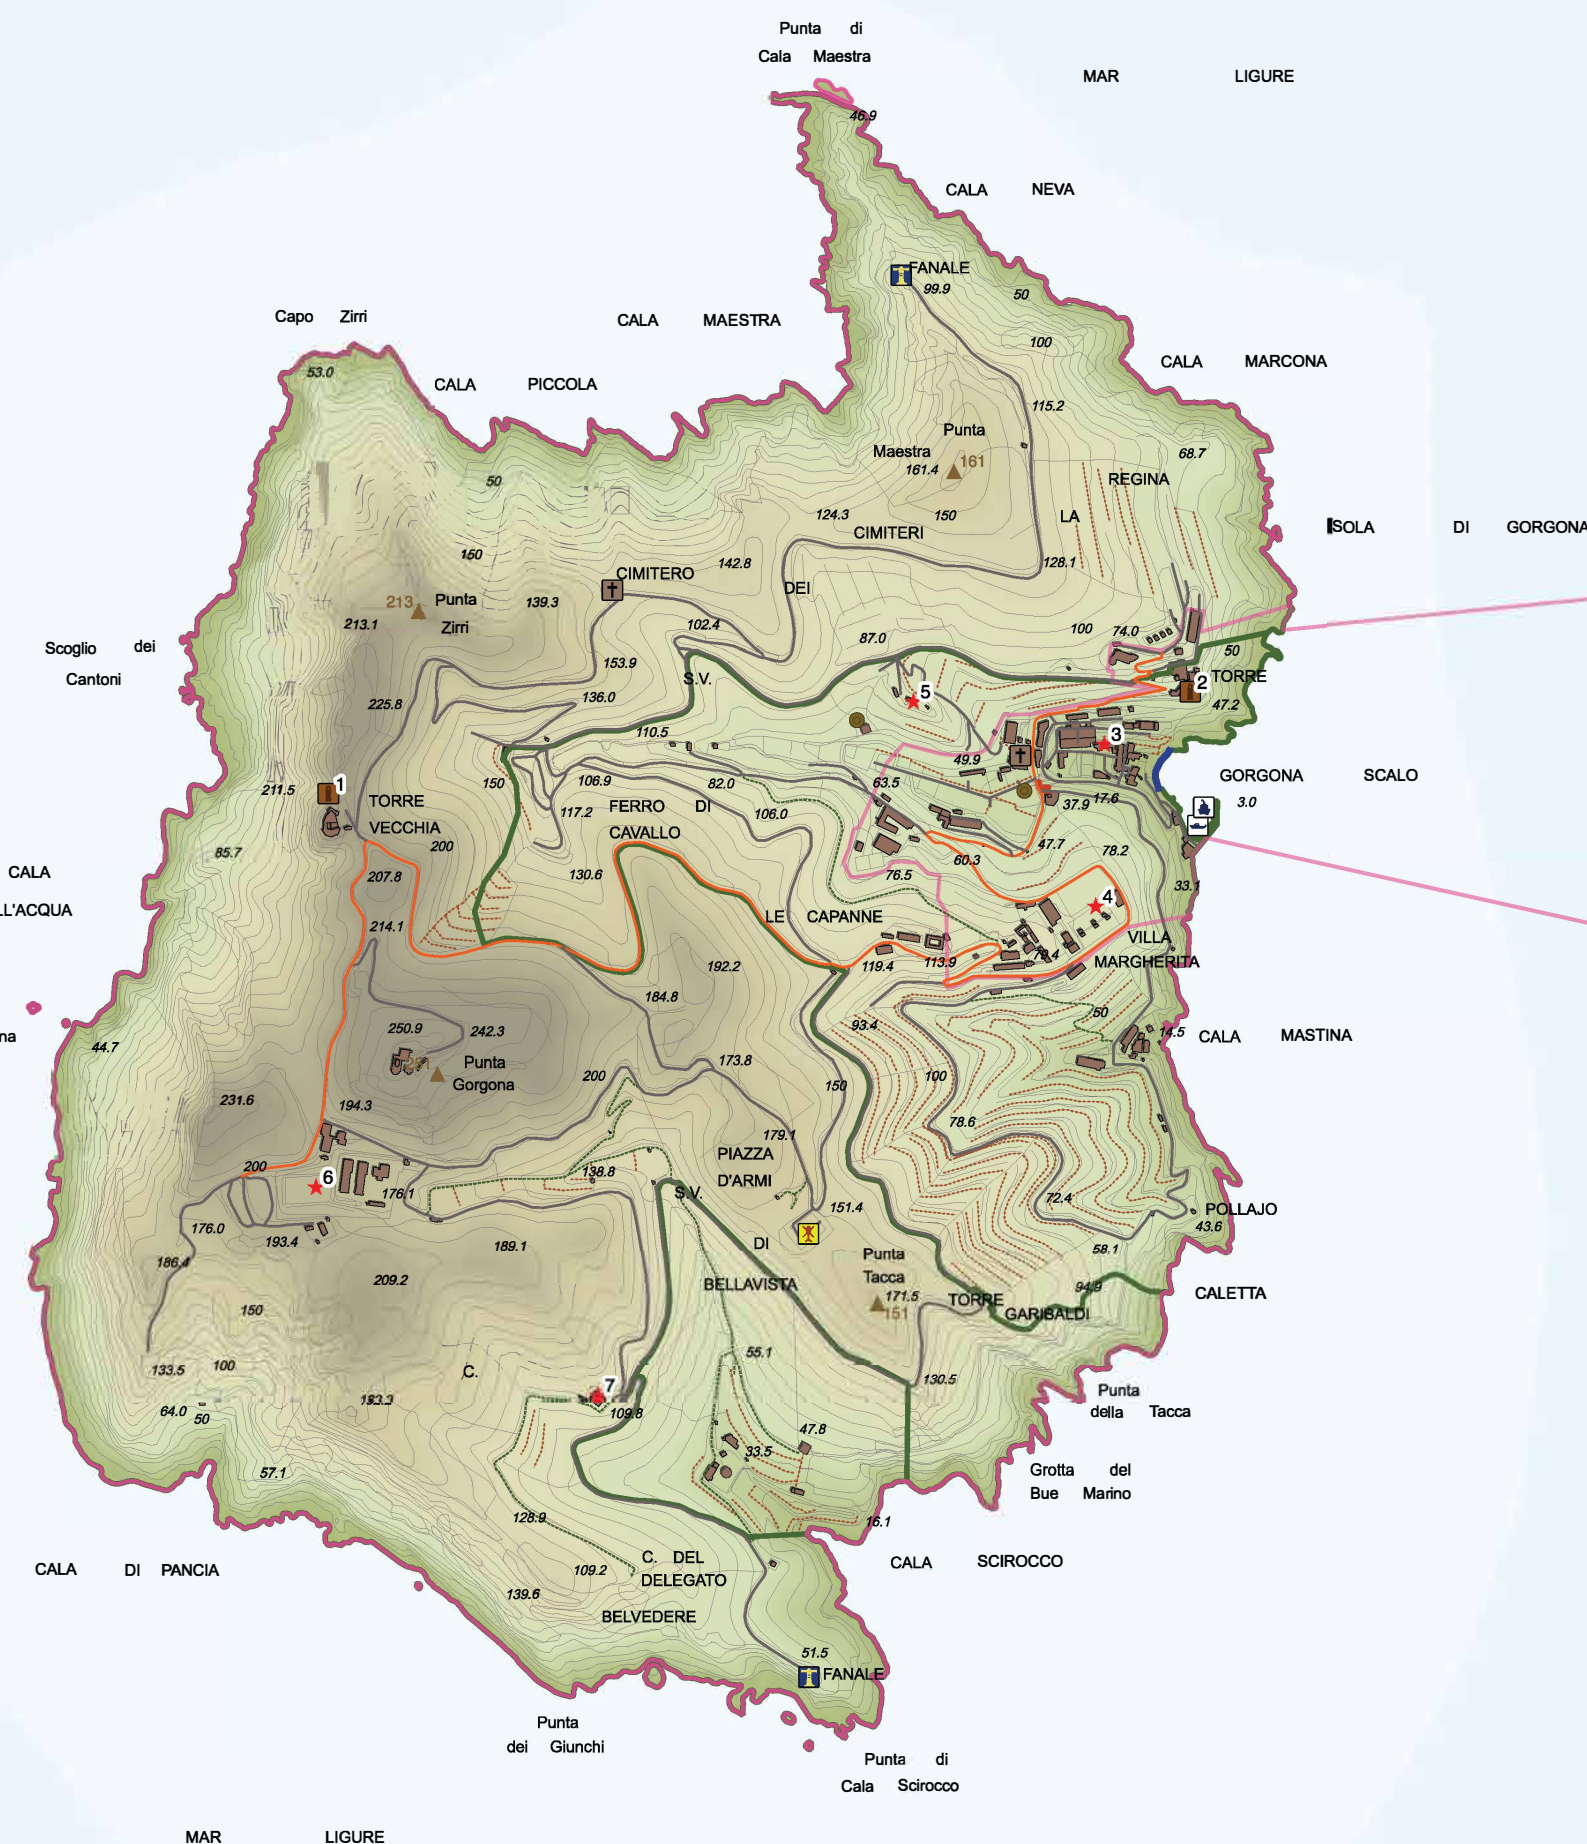 Punta di
Cala Maestra
MAR LIGURE
46.9
CALA NEVA
FANALE
99.9
50
Capo Zirri
CALA MAESTRA
100
53.0
CALA PICCOLA
CALA MARCONA
115.2
Punta
Maestra
161.4
161
68.7
50
REGINA
124.3
150
LA
CIMITERI
ISOLA DI GORGONA
150
142.8
128.1
CIMITERO
DEI
213
Punta
Zirri
139.3
213.1
102.4
87.0
100
74.0
Scoglio dei
Cantoni
50
153.9
S.V.
TORRE
2
225.8
136.0
5
47.2
110.5
3
49.9
GORGONA SCALO
3.0
211.5
1
150
106.9
82.0
63.5
TORRE
VECCHIA
117.2
FERRO DI
CAVALLO
106.0
37.9
17.6
200
47.7
78.2
85.7
60.3
CALA
LL'ACQUA
207.8
130.6
76.5
33.1
4
214.1
LE CAPANNE
VILLA
MARGHERITA
192.2
119.4
113.9
78.4
184.8
na
44.7
250.9
242.3
93.4
50
14.5
CALA MASTINA
251
Punta
Gorgona
173.8
200
150
100
231.6
194.3
78.6
179.1
PIAZZA
D'ARMI
200
6
138.8
176.1
S.V.
72.4
POLLAJO
43.6
151.4
176.0
193.4
189.1
DI
58.1
186.4
209.2
BELLAVISTA
Punta
Tacca
171.5
151
94.9
CALETTA
TORRE
GARIBALDI
150
55.1
133.5
100
C.
130.5
7
Punta
della Tacca
64.0
50
109.8
47.8
33.5
57.1
Grotta del
Bue Marino
128.9
16.1
CALA DI PANCIA
C. DEL
DELEGATO
CALA SCIROCCO
109.2
139.6
BELVEDERE
51.5
FANALE
Punta
dei Giunchi
Punta di
Cala Scirocco
MAR LIGURE